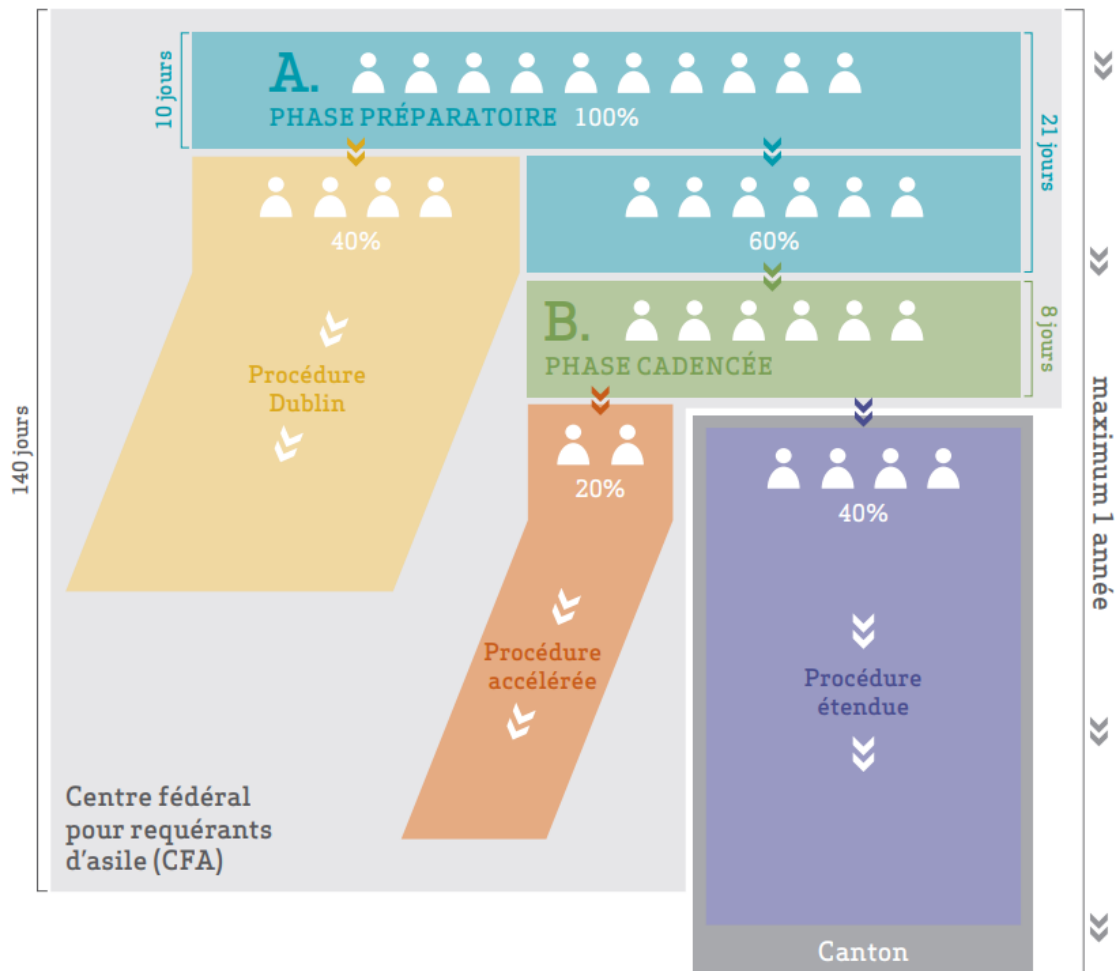 10 jours
A.
PHASE PRÉPARATOIRE 100%
21 jours
40%
60%
B.
PHASE CADENCÉE
8 jours
Procédure
Dublin
140 jours
maximum 1 année
20%
40%
Procédure
accélérée
Procédure
étendue
Centre fédéral
pour requérants
d'asile (CFA)
Canton